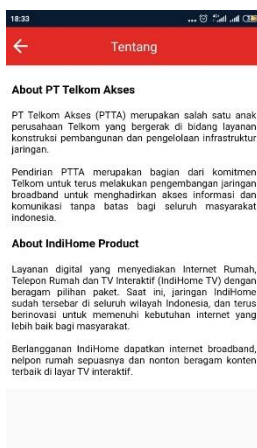 18:33
Tentang
About PT Telkom Akses
PT Telkom Akses (PTTA) merupakan salah satu anak
perusahaan Telkom yang bergerak di bidang layanan
konstruksi pembangunan dan pengelolaan infrastruktur
jaringan.
Pendirian PTTA merupakan bagian dari komitmen
Telkom untuk terus melakukan pengembangan jaringan
broadband untuk menghadirkan akses informasi dan
komunikasi tanpa batas bagi seluruh masyarakat
indonesia.
About IndiHome Product
Layanan digital yang menyediakan Internet Rumah,
Telepon Rumah dan TV Interaktif (IndiHome TV) dengan
beragam pilihan paket. Saat ini, jaringan IndiHome
sudah tersebar di seluruh wilayah Indonesia, dan terus
berinovasi untuk memenuhi kebutuhan internet yang
lebih baik bagi masyarakat.
Berlangganan IndiHome dapatkan internet broadband,
nelpon rumah sepuasnya dan nonton beragam konten
terbaik di layar TV interaktif.